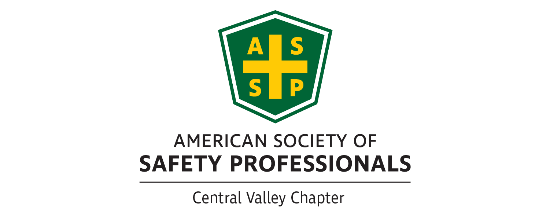 A S
S P
AMERICAN SOCIETY OF
SAFETY PROFESSIONALS
Central Valley Chapter